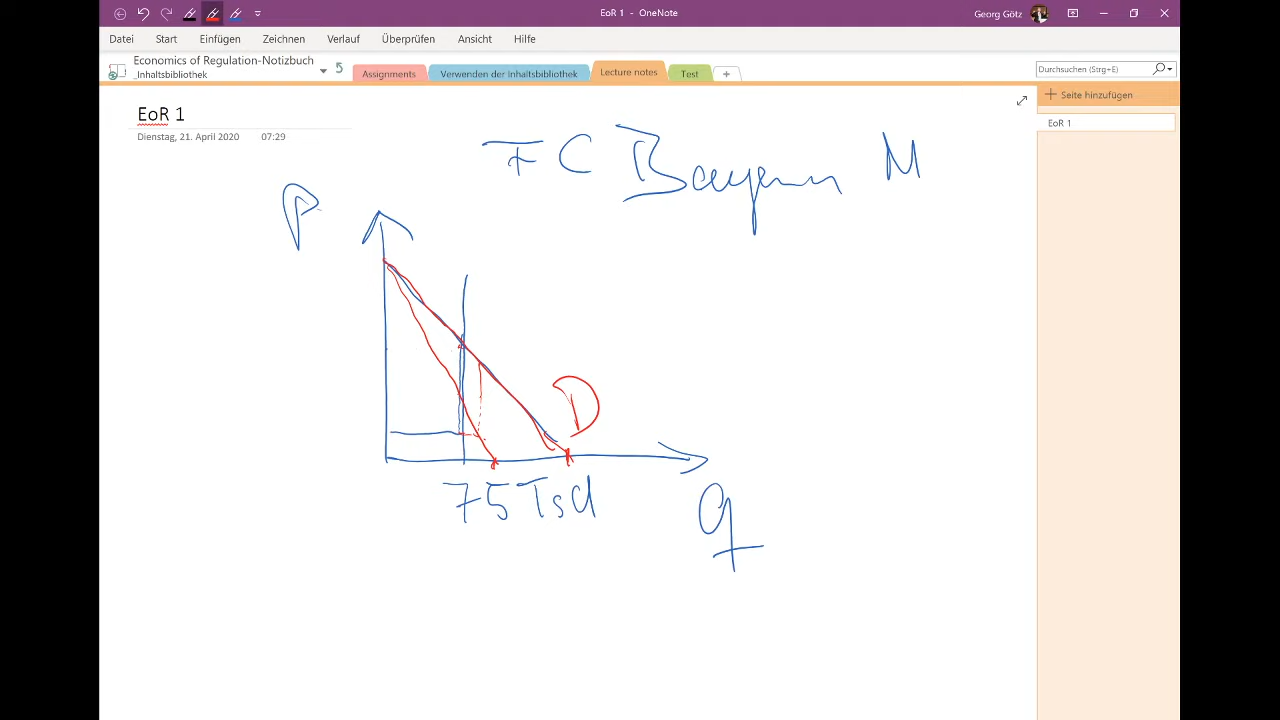 EoR 1 - OneNote
Georg Götz
Datei Start Einfügen Zeichnen Verlauf Überprüfen Ansicht Hilfe
Economics of Regulation-Notizbuch
_Inhaltsbibliothek
Assignments Verwenden der Inhaltsbibliothek Lecture notes Test +
Durchsuchen (Strg+E)
Seite hinzufügen
EoR 1
EoR 1
Dienstag, 21. April 2020 07:29
FC Bayern M
P
D
75 Tsd
q